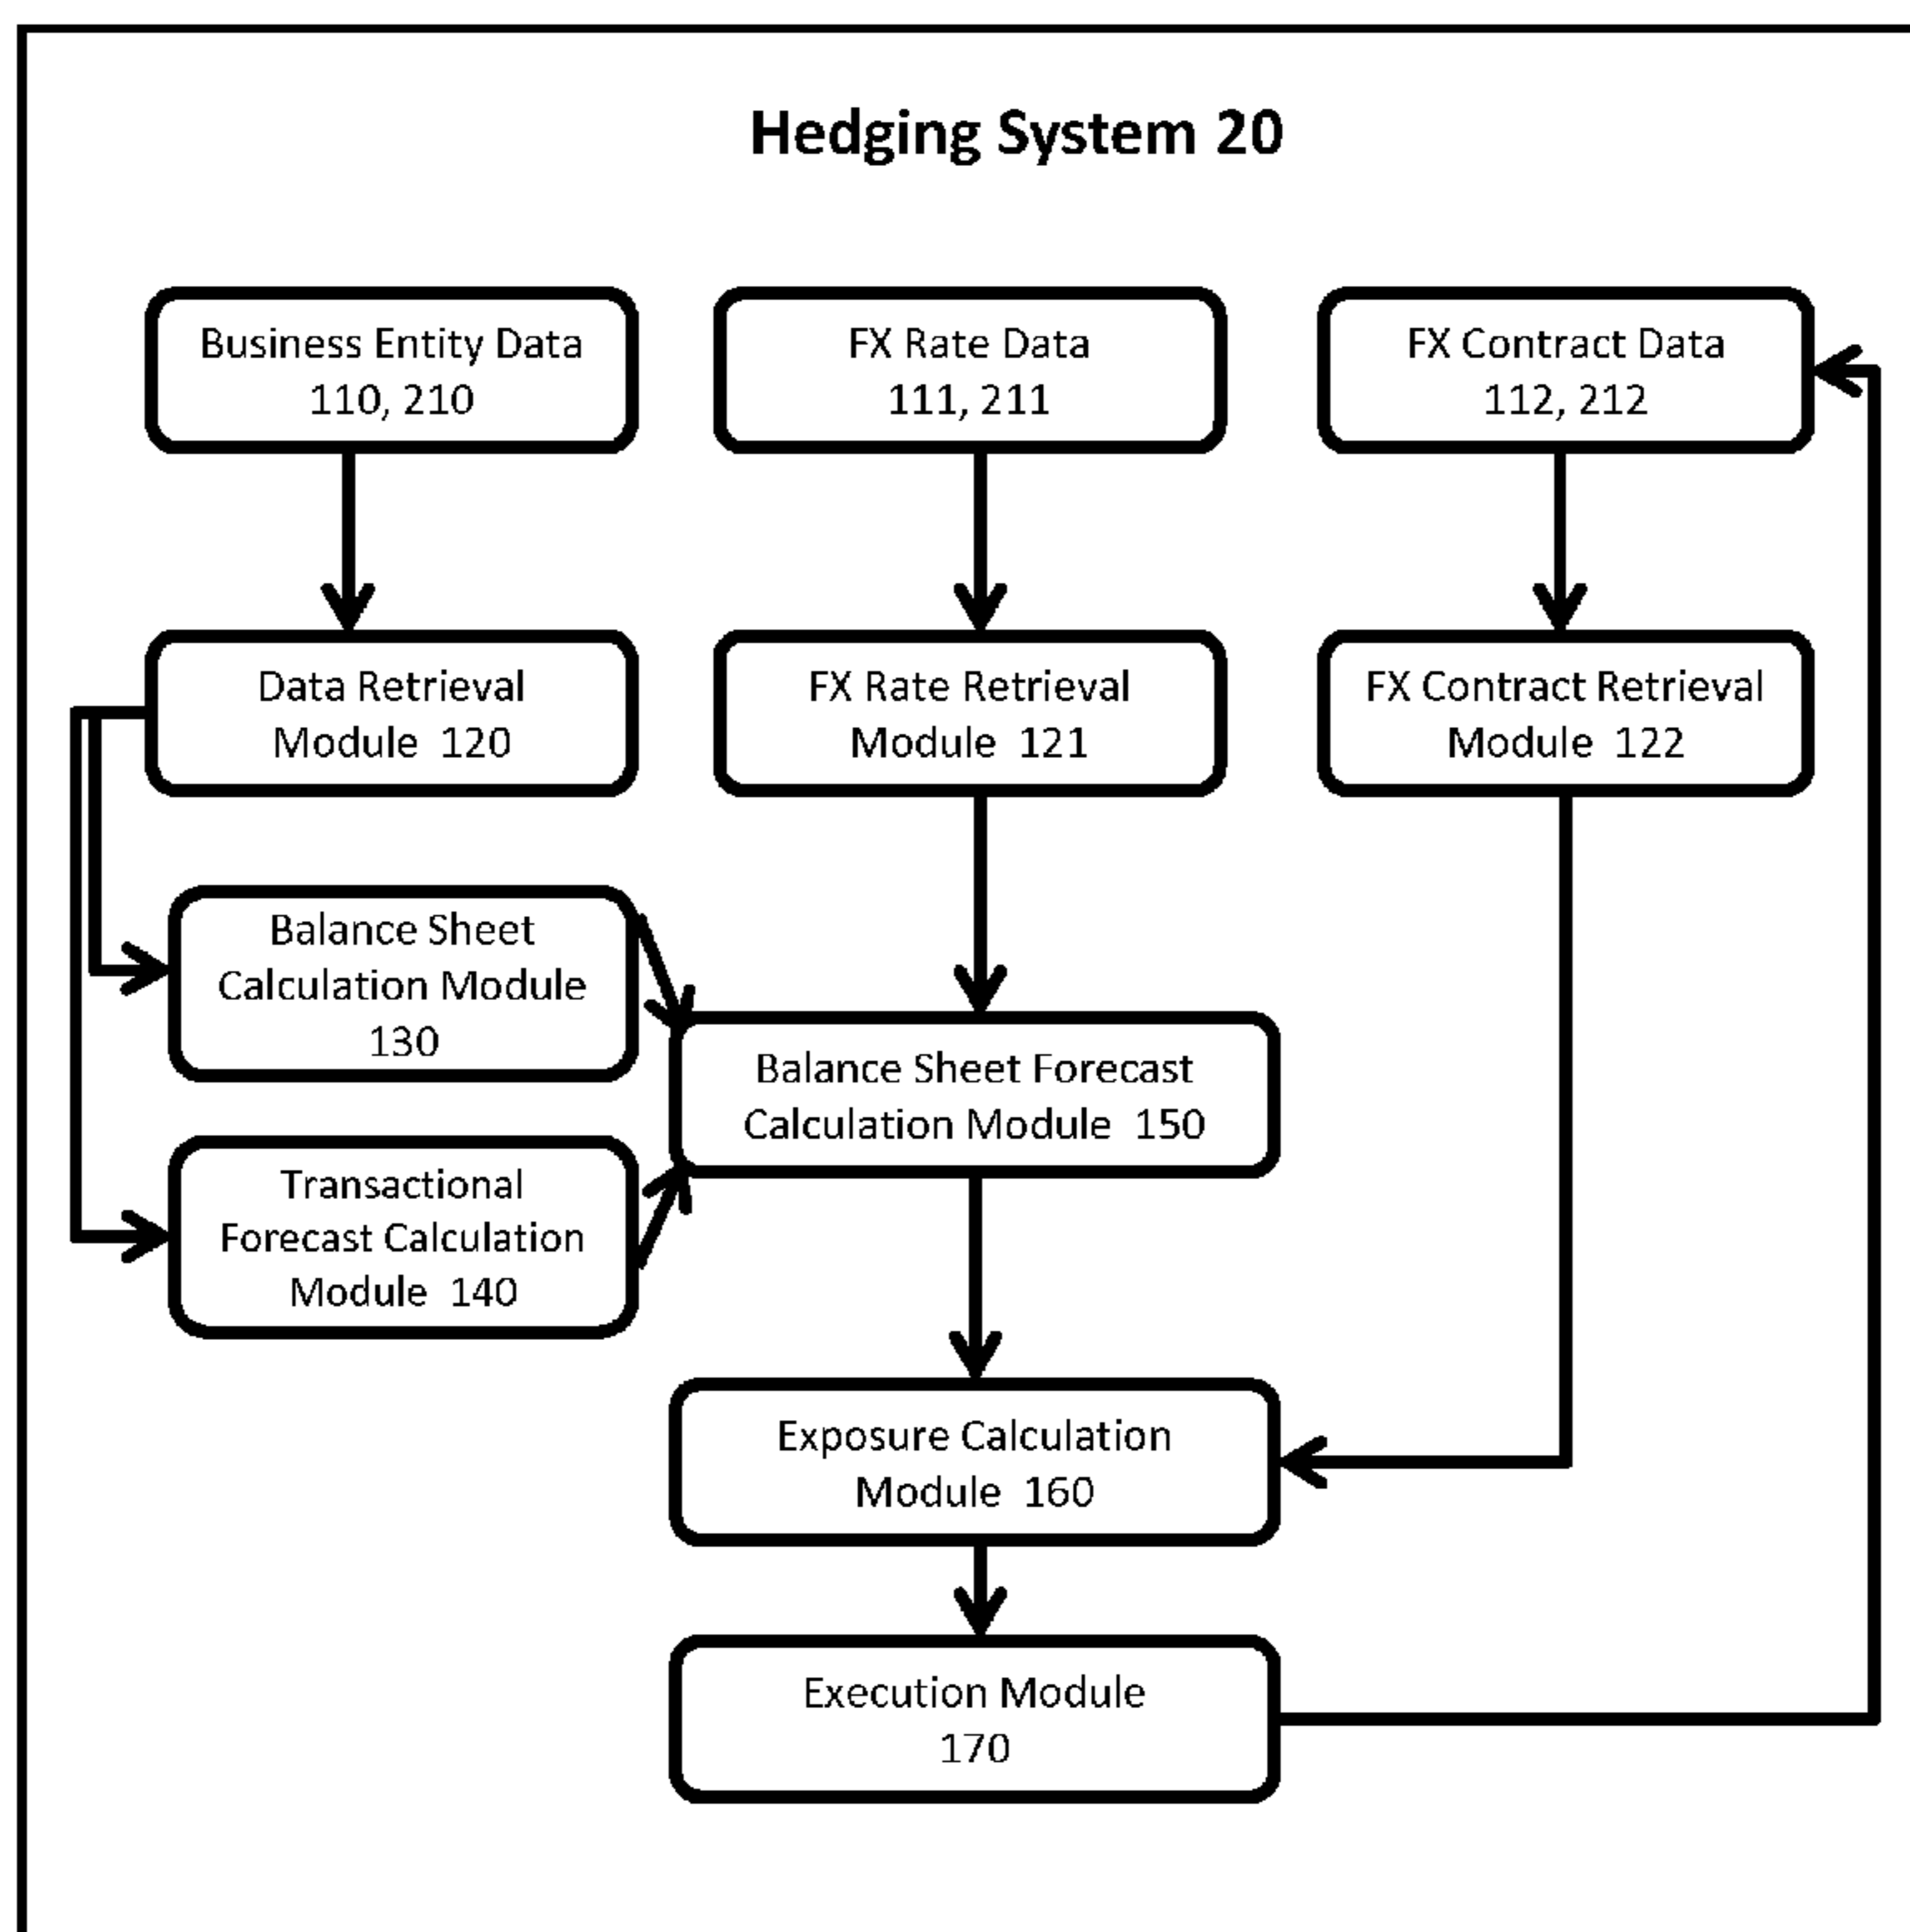 Hedging System 20
Business Entity Data
110, 210
FX Rate Data
111, 211
FX Contract Data
112, 212
Data Retrieval
Module 120
FX Rate Retrieval
Module 121
FX Contract Retrieval
Module 122
Balance Sheet
Calculation Module
130
Balance Sheet Forecast
Calculation Module 150
Transactional
Forecast Calculation
Module 140
Exposure Calculation
Module 160
Execution Module
170